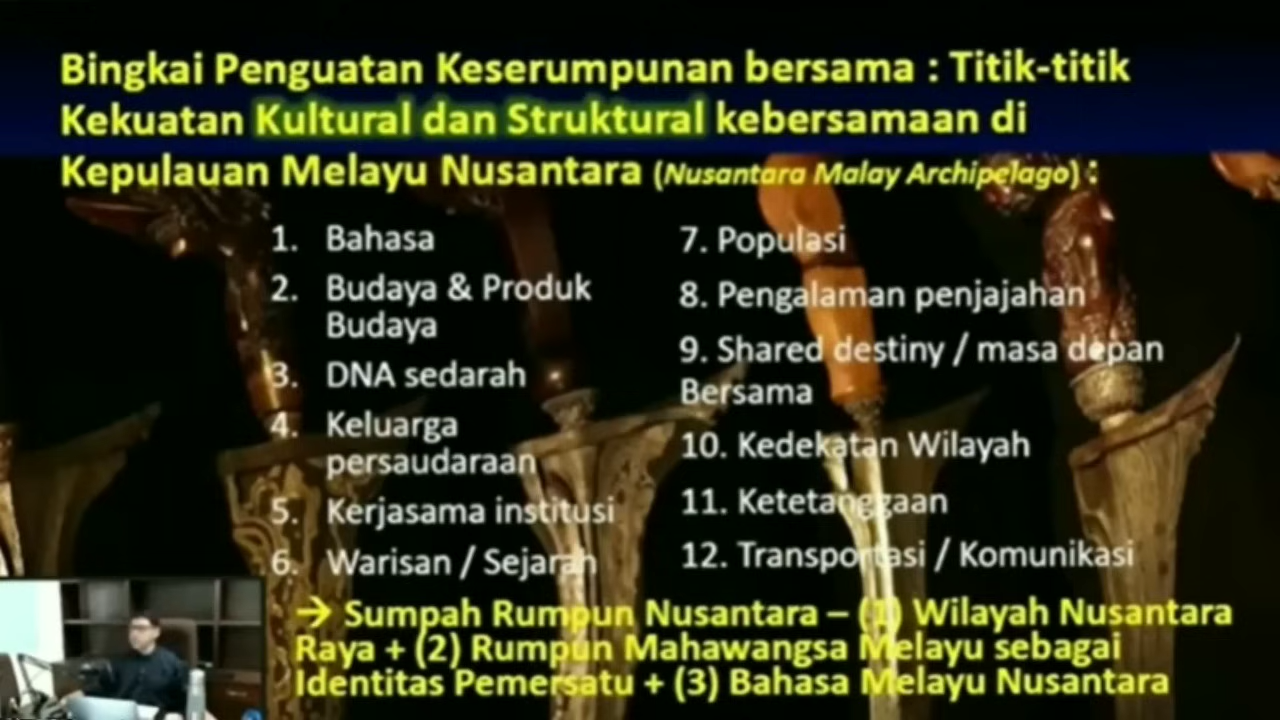 Bingkai Penguatan Keserumpunan bersama : Titik-titik
Kekuatan Kultural dan Struktural kebersamaan di
Kepulauan Melayu Nusantara (Nusantara Malay Archipelago) :
1. Bahasa
2. Budaya & Produk
Budaya
3. DNA sedarah
4. Keluarga
persaudaraan
5. Kerjasama institusi
6. Warisan / Sejarah
7. Populasi
8. Pengalaman penjajahan
9. Shared destiny / masa depan
Bersama
10. Kedekatan Wilayah
11. Ketetanggaan
12. Transportasi / Komunikasi
→ Sumpah Rumpun Nusantara – (1) Wilayah Nusantara
Raya + (2) Rumpun Mahawangsa Melayu sebagai
Identitas Pemersatu + (3) Bahasa Melayu Nusantara